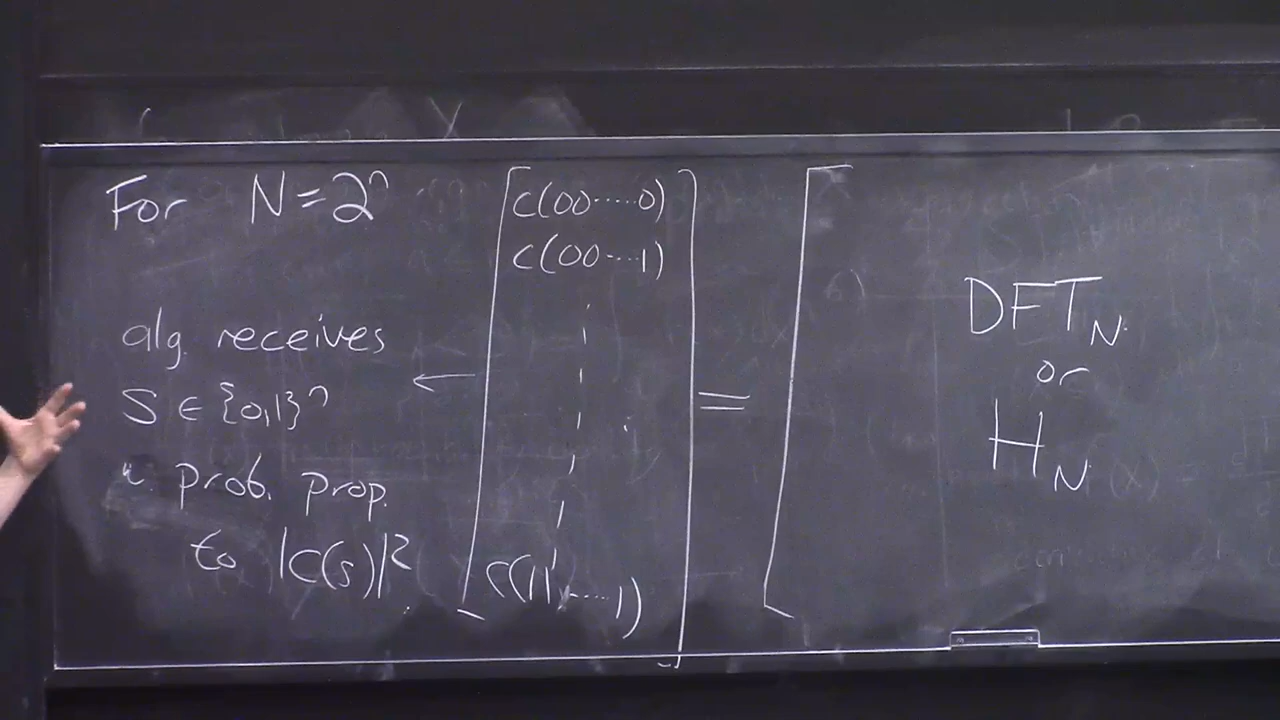 For N=2ⁿ
alg. receives
S ∈ {0,1}ⁿ
prob. prop.
to |C(s)|²
←
C(00·····0)
C(00···1)
C(11·····1)
=
DFT_N
or
H_N